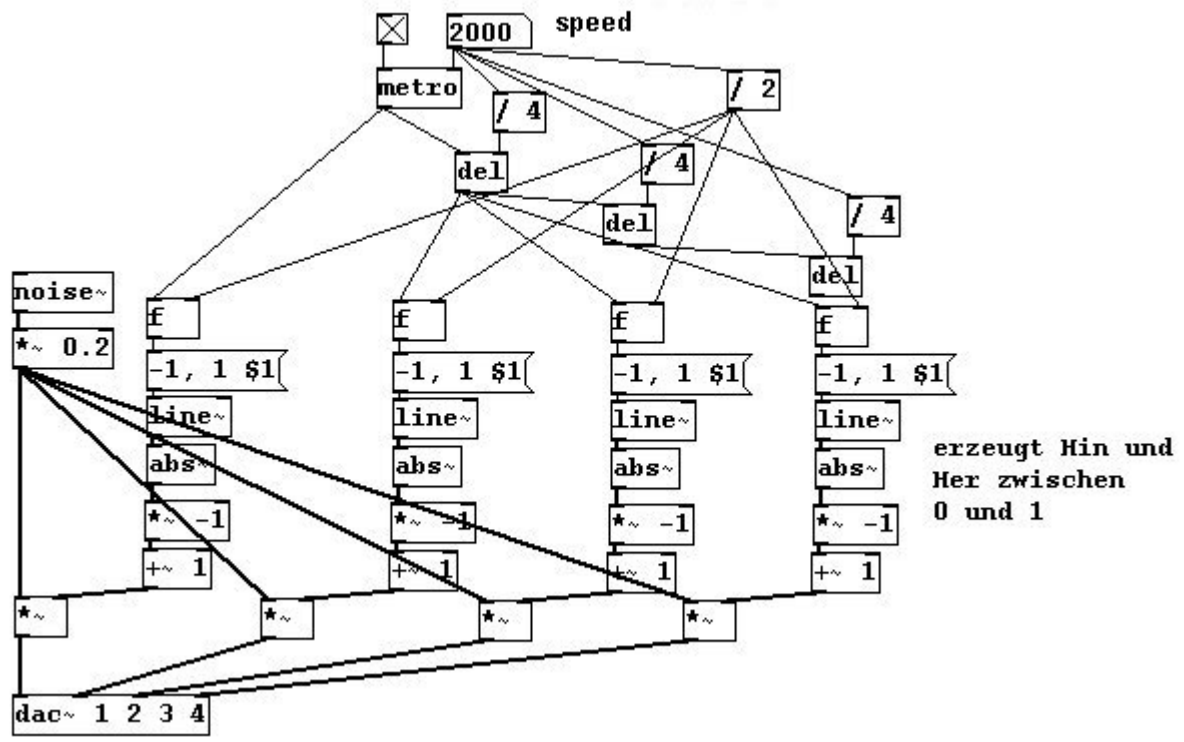 2000 speed
metro
/ 4
/ 2
del
/ 4
del
/ 4
del
noise~
*~ 0.2
f f f f
-1, 1 $1 -1, 1 $1 -1, 1 $1 -1, 1 $1
line~ line~ line~ line~
abs~ abs~ abs~ abs~
*~ -1 *~ -1 *~ -1 *~ -1
+~ 1 +~ 1 +~ 1 +~ 1
erzeugt Hin und
Her zwischen
0 und 1
*~ *~ *~ *~
dac~ 1 2 3 4